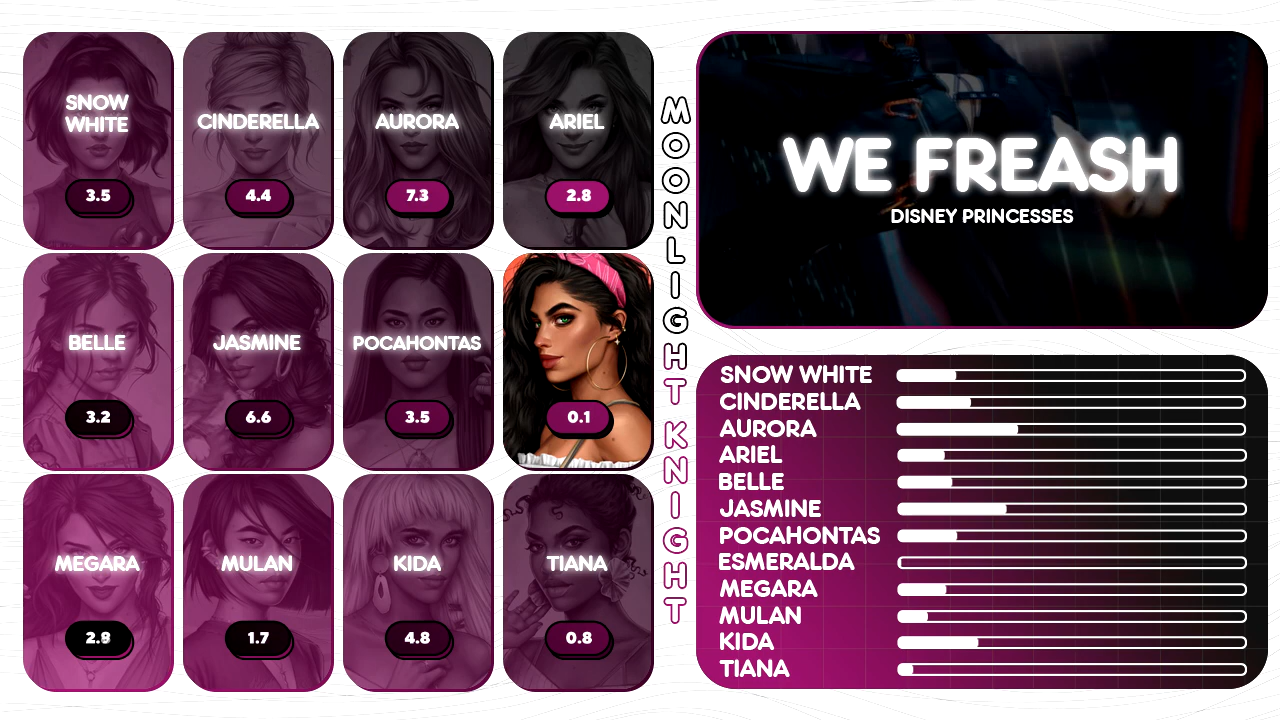 SNOW
WHITE
3.5
CINDERELLA
4.4
AURORA
7.3
ARIEL
2.8
BELLE
3.2
JASMINE
6.6
POCAHONTAS
3.5
0.1
MEGARA
2.9
MULAN
1.7
KIDA
4.8
TIANA
0.8
MOONLIGHT KNIGHT
WE FREASH
DISNEY PRINCESSES
SNOW WHITE
CINDERELLA
AURORA
ARIEL
BELLE
JASMINE
POCAHONTAS
ESMERALDA
MEGARA
MULAN
KIDA
TIANA